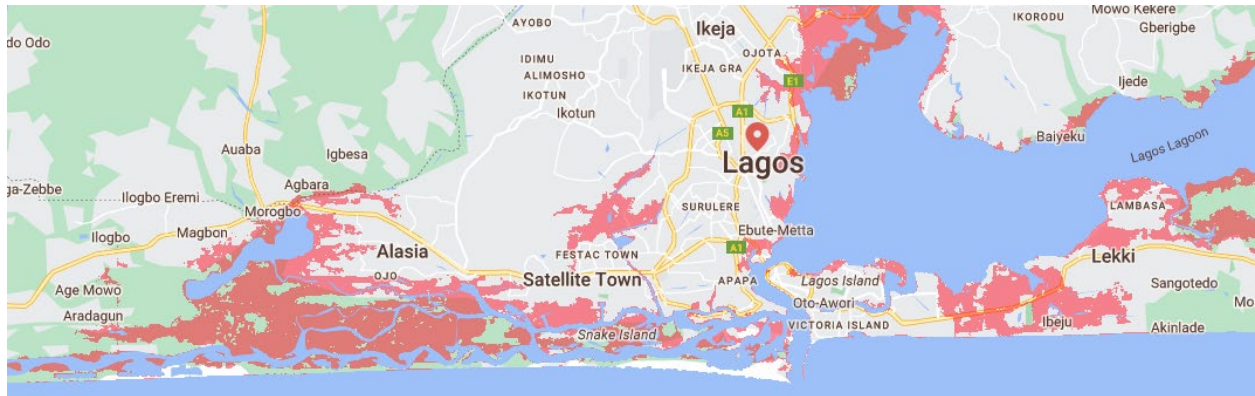 AYOBO
Ikeja
IKORODU
Mowo Kekere
Gberigbe
do Odo
IDIMU
ALIMOSHO
IKOTUN
Ikotun
OJOTA
IKEJA GRA
E1
Ijede
A1
A5
Lagos
Baiyeku
Lagos Lagoon
Auaba
Igbesa
ga-Zebbe
Ilogbo Eremi
Agbara
Morogbo
SURULERE
LAMBASA
Ilogbo
Magbon
Alasia
FESTAC TOWN
Ebute-Metta
A1
Lekki
OJO
Satellite Town
APAPA
Lagos Island
Sangotedo
Age Mowo
Oto-Awori
Mo
Aradagun
Snake Island
VICTORIA ISLAND
Ibeju
Akinlade